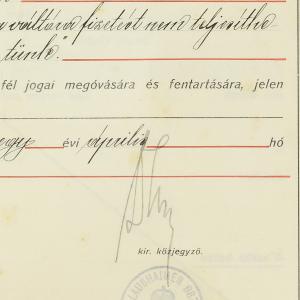 váltóra fizetést nem teljesíthe-
tünk."
fél jogai megóvására és fentartására, jelen
egy évi április hó
kir. közjegyző.